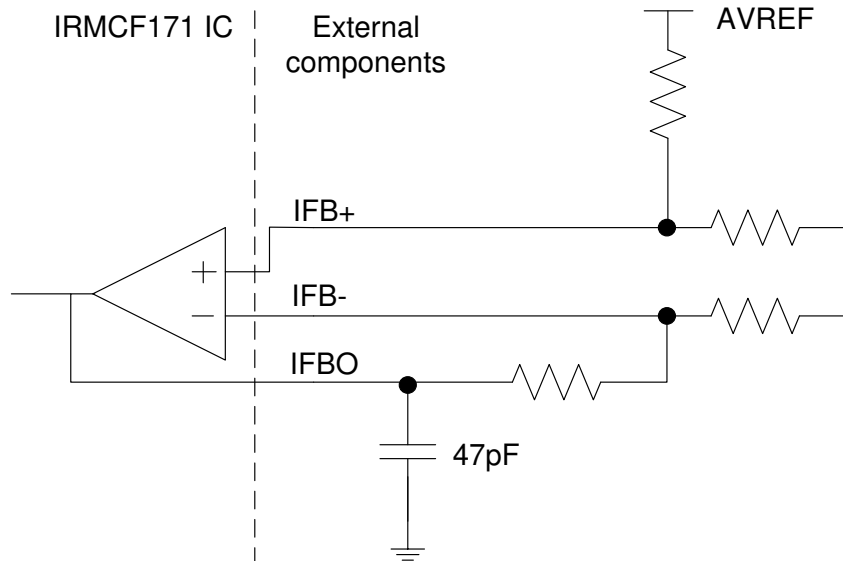 IRMCF171 IC
External
components
AVREF
IFB+
+
IFB-
−
IFBO
47pF